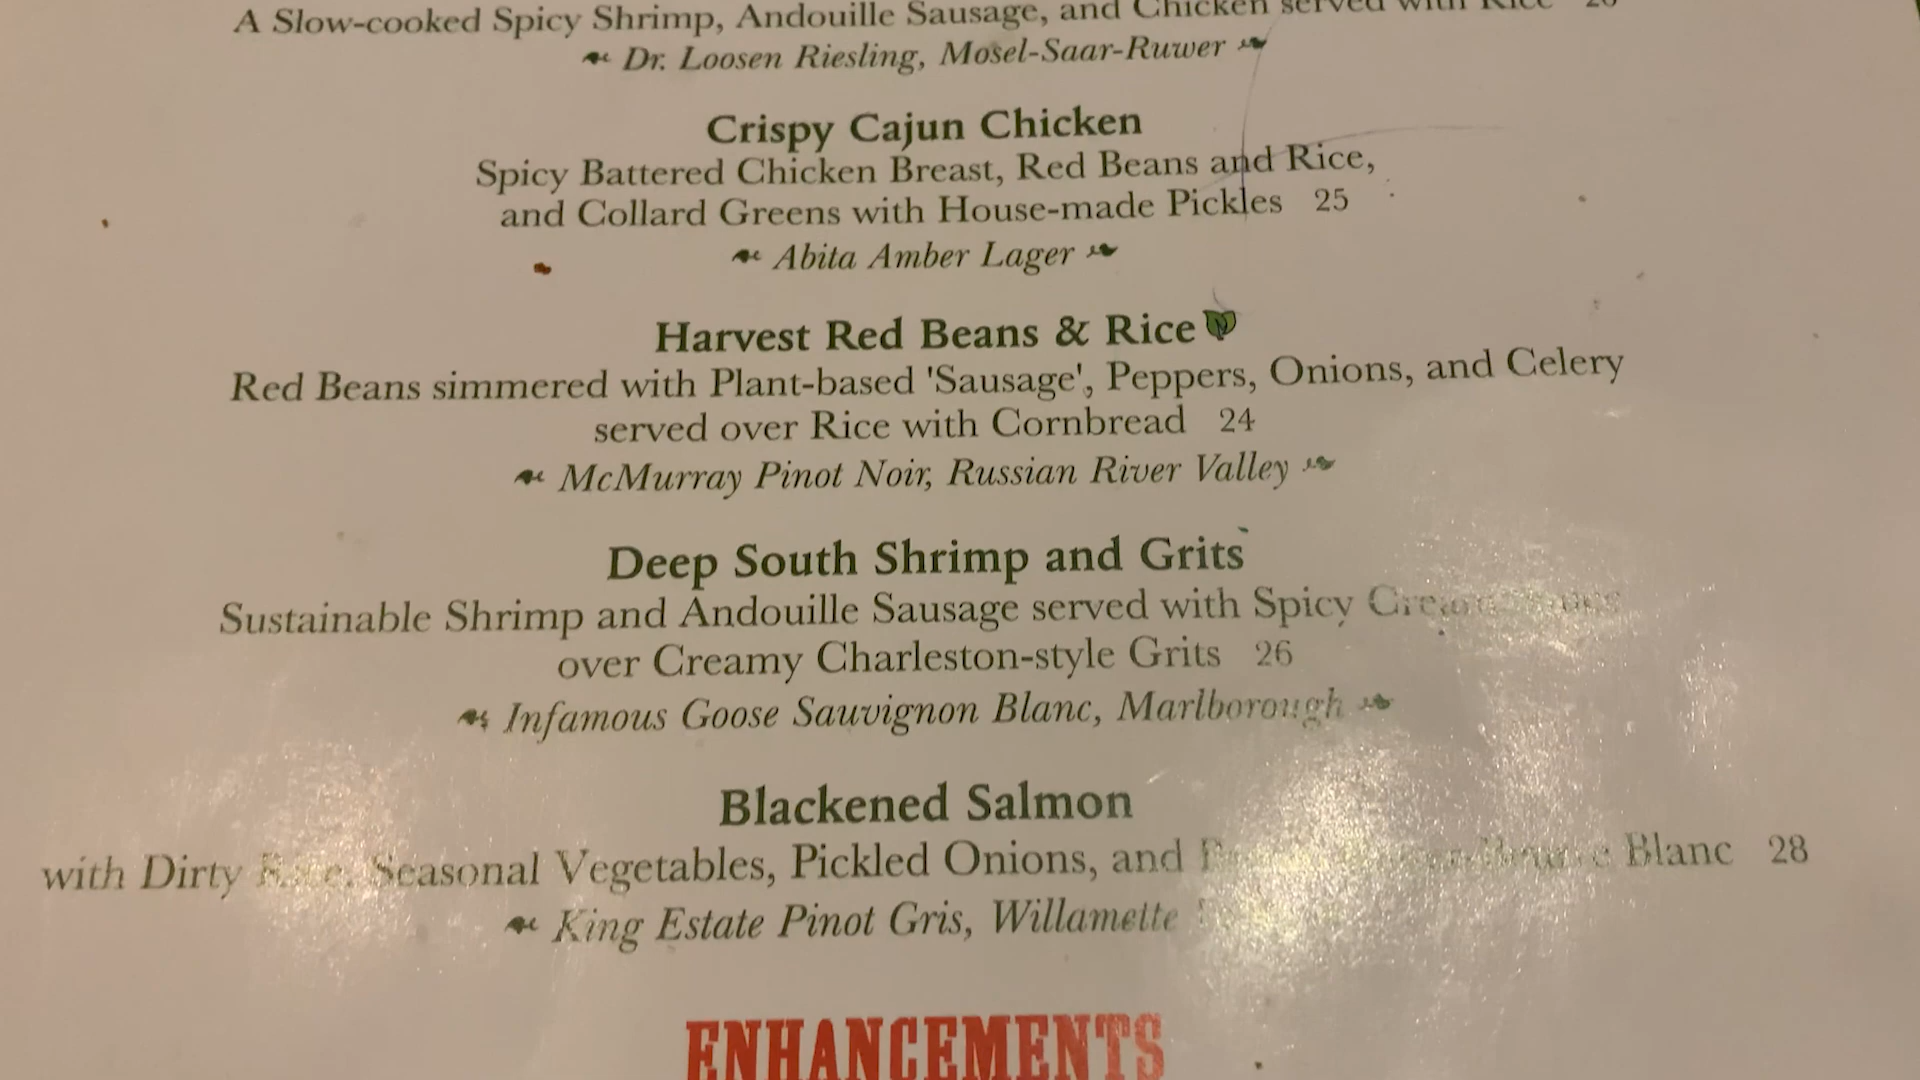 A Slow-cooked Spicy Shrimp, Andouille Sausage, and Chicken served with Rice
Dr. Loosen Riesling, Mosel-Saar-Ruwer
Crispy Cajun Chicken
Spicy Battered Chicken Breast, Red Beans and Rice,
and Collard Greens with House-made Pickles 25
Abita Amber Lager
Harvest Red Beans & Rice
Red Beans simmered with Plant-based 'Sausage', Peppers, Onions, and Celery
served over Rice with Cornbread 24
McMurray Pinot Noir, Russian River Valley
Deep South Shrimp and Grits
Sustainable Shrimp and Andouille Sausage served with Spicy
over Creamy Charleston-style Grits 26
Infamous Goose Sauvignon Blanc, Marlborough
Blackened Salmon
with Dirty Rice, Seasonal Vegetables, Pickled Onions, and Blanc 28
King Estate Pinot Gris, Willamette
ENHANCEMENTS